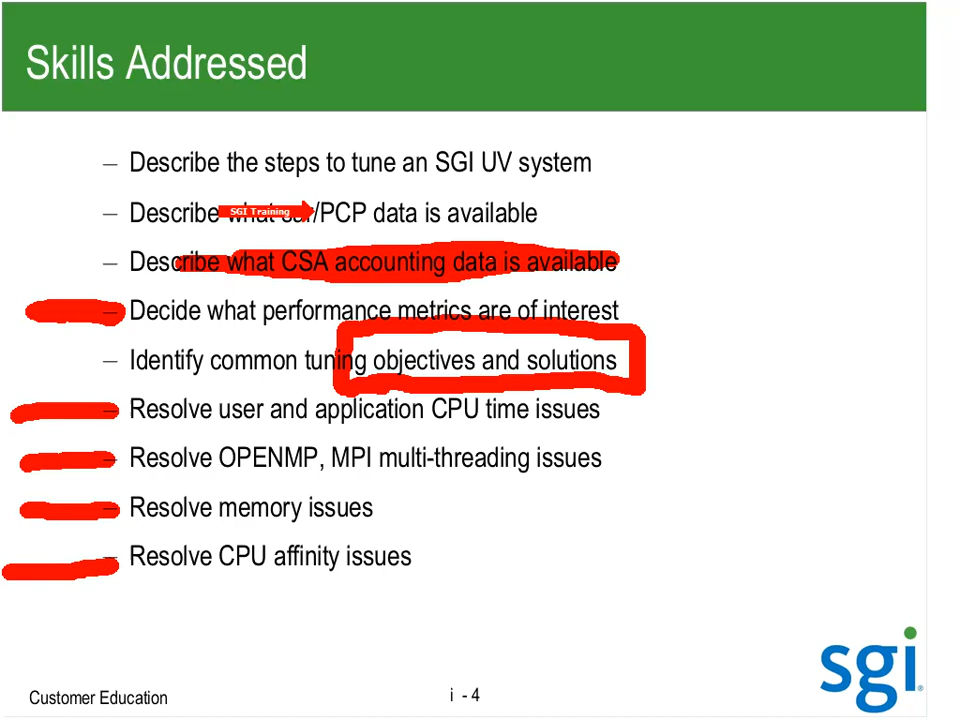 Skills Addressed
– Describe the steps to tune an SGI UV system
– Describe what sar/PCP data is available
SGI Training
– Describe what CSA accounting data is available
– Decide what performance metrics are of interest
– Identify common tuning objectives and solutions
– Resolve user and application CPU time issues
– Resolve OPENMP, MPI multi-threading issues
– Resolve memory issues
– Resolve CPU affinity issues
sgi®
Customer Education
i - 4